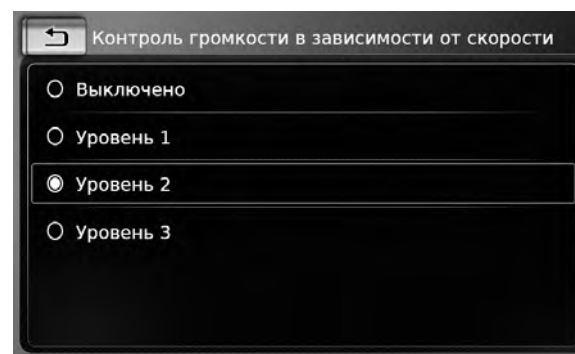 Контроль громкости в зависимости от скорости
Выключено
Уровень 1
Уровень 2
Уровень 3